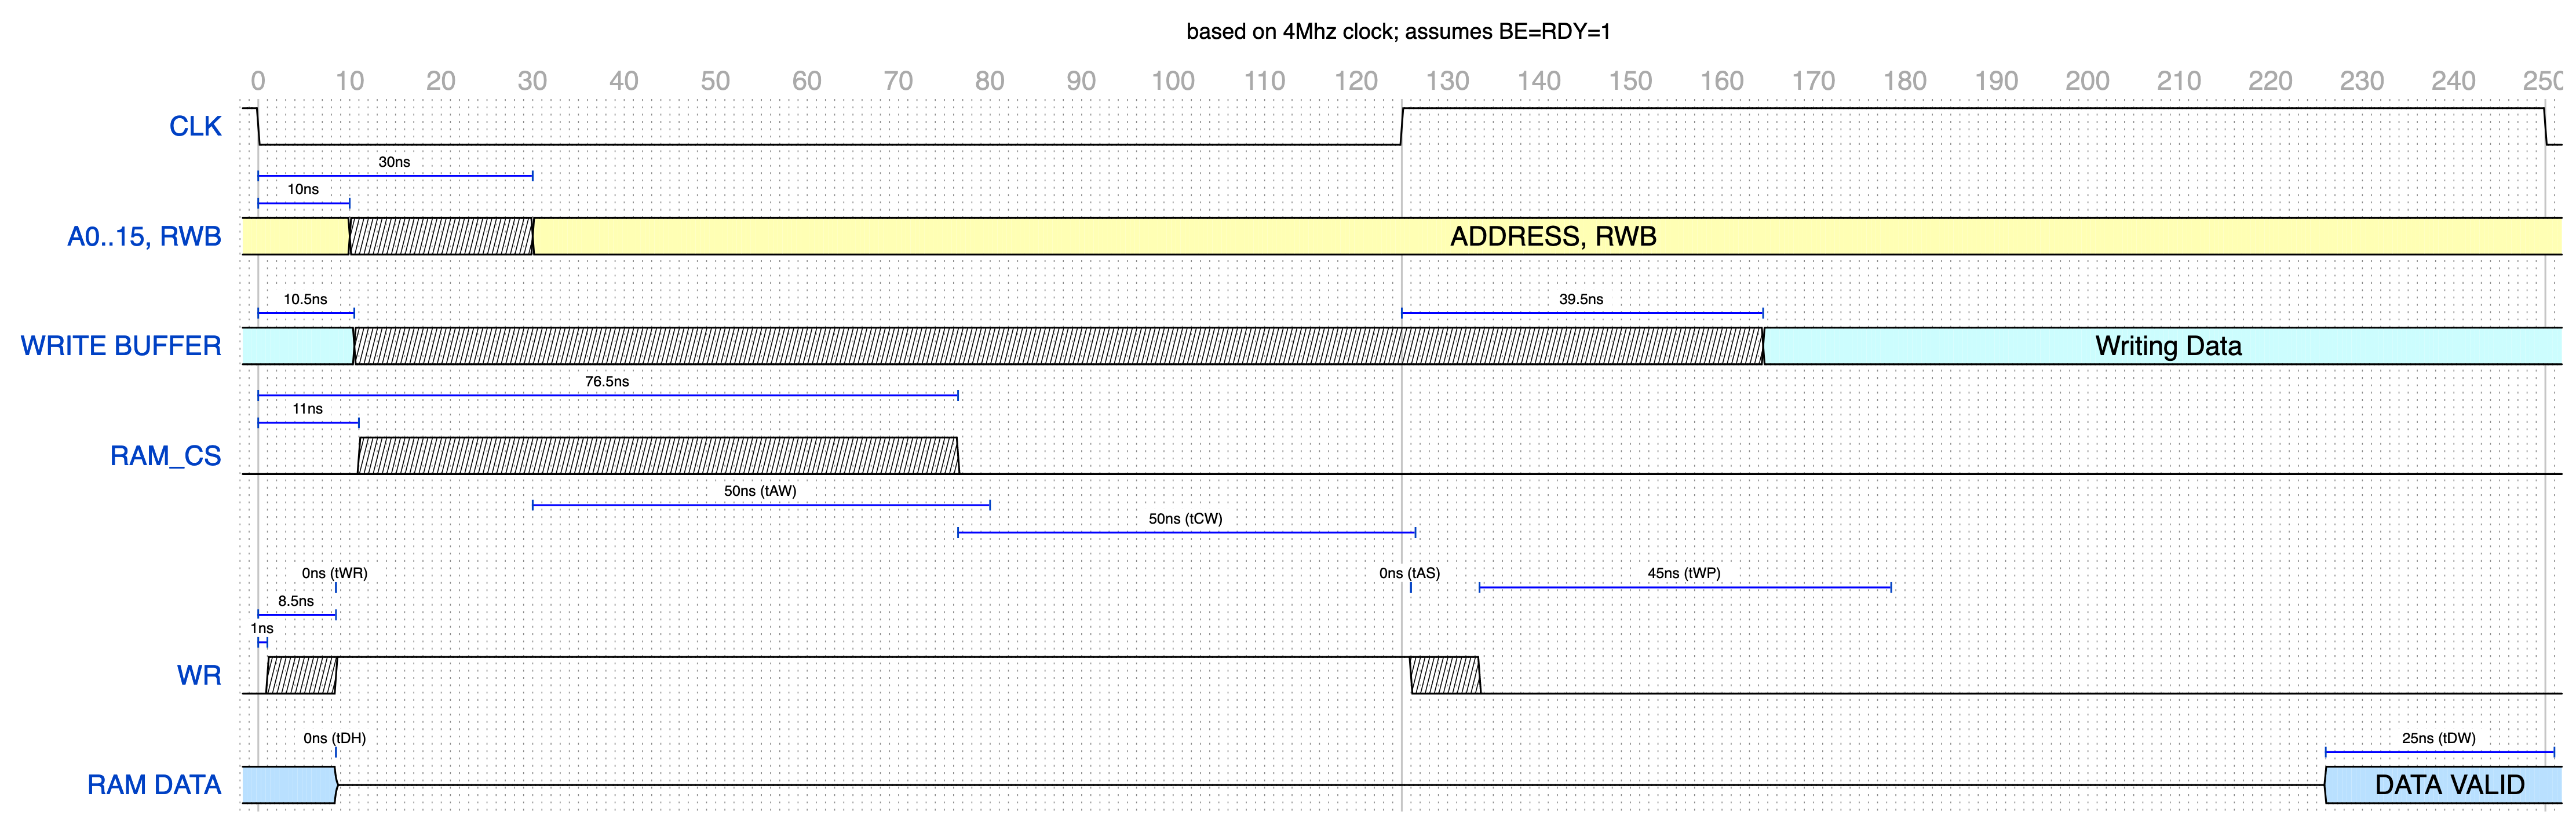 based on 4Mhz clock; assumes BE=RDY=1
0 10 20 30 40 50 60 70 80 90 100 110 120 130 140 150 160 170 180 190 200 210 220 230 240 250
CLK
30ns
10ns
A0..15, RWB
ADDRESS, RWB
10.5ns
39.5ns
WRITE BUFFER
Writing Data
76.5ns
11ns
RAM_CS
50ns (tAW)
50ns (tCW)
0ns (tWR)
0ns (tAS)
45ns (tWP)
8.5ns
1ns
WR
0ns (tDH)
25ns (tDW)
RAM DATA
DATA VALID